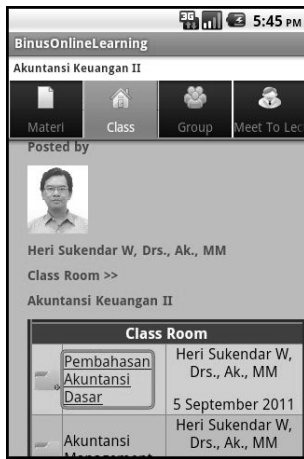 3G 5:45 PM
BinusOnlineLearning
Akuntansi Keuangan II
Materi Class Group Meet To Lec
Posted by
Heri Sukendar W, Drs., Ak., MM
Class Room >>
Akuntansi Keuangan II
Class Room
Pembahasan
Akuntansi
Dasar
Heri Sukendar W,
Drs., Ak., MM
5 September 2011
Akuntansi
Heri Sukendar W,
Drs., Ak., MM